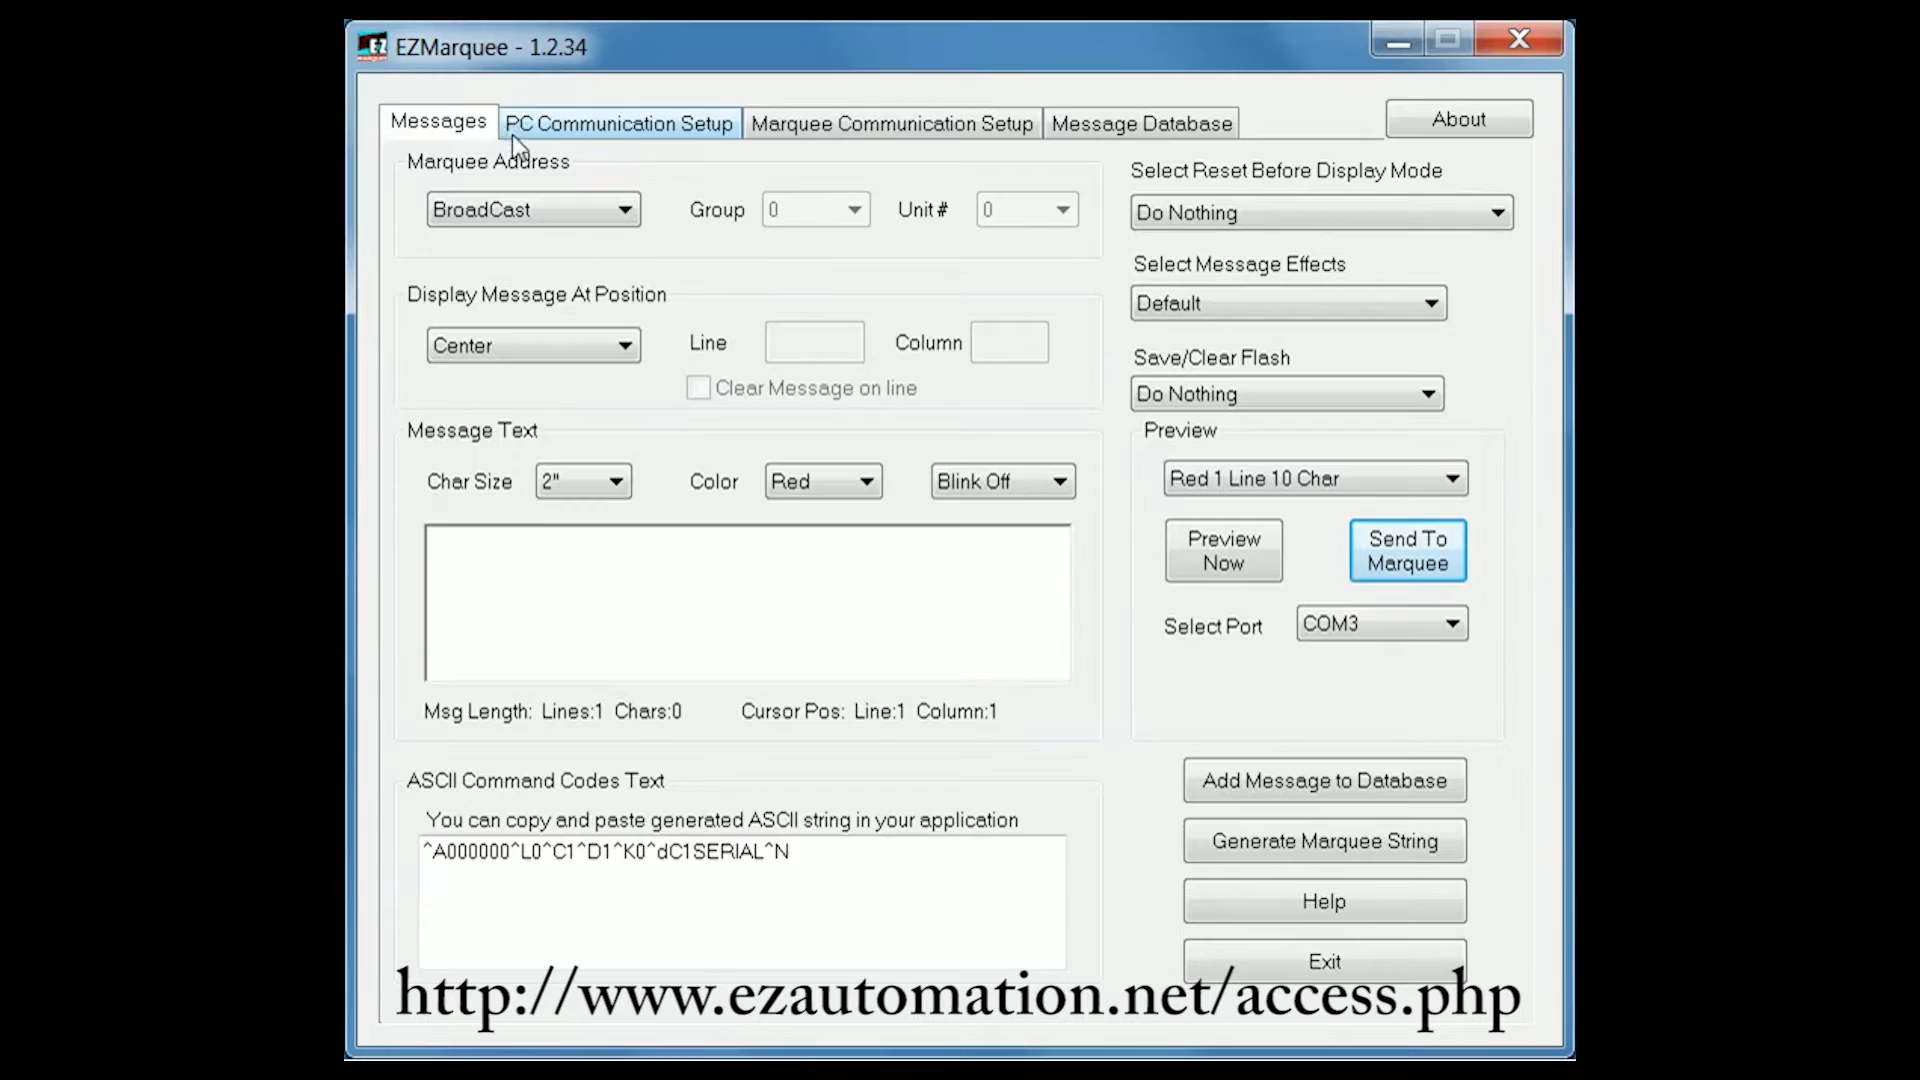 EZ EZMarquee - 1.2.34
Messages PC Communication Setup Marquee Communication Setup Message Database About
Marquee Address
BroadCast Group 0 Unit # 0
Select Reset Before Display Mode
Do Nothing
Select Message Effects
Default
Display Message At Position
Center Line Column
Clear Message on line
Save/Clear Flash
Do Nothing
Message Text
Char Size 2" Color Red Blink Off
Preview
Red 1 Line 10 Char
Preview Now
Send To Marquee
Select Port COM3
Msg Length: Lines:1 Chars:0 Cursor Pos: Line:1 Column:1
ASCII Command Codes Text
You can copy and paste generated ASCII string in your application
^A000000^L0^C1^D1^K0^dC1SERIAL^N
Add Message to Database
Generate Marquee String
Help
Exit
http://www.ezautomation.net/access.php